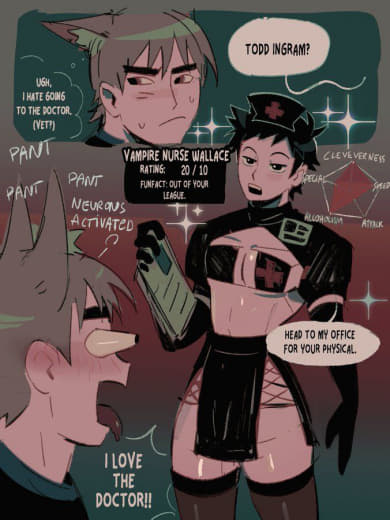 UGH,
I HATE GOING
TO THE DOCTOR.
(VET?)
TODD INGRAM?
PANT
PANT
PANT
NEURONS
ACTIVATED
VAMPIRE NURSE WALLACE
RATING: 20 / 10
FUNFACT: OUT OF YOUR
LEAGUE.
CLEVEVERNESS
SPECIAL
SPEED
ALCOHOLISM
ATTACK
HEAD TO MY OFFICE
FOR YOUR PHYSICAL.
I LOVE
THE
DOCTOR!!